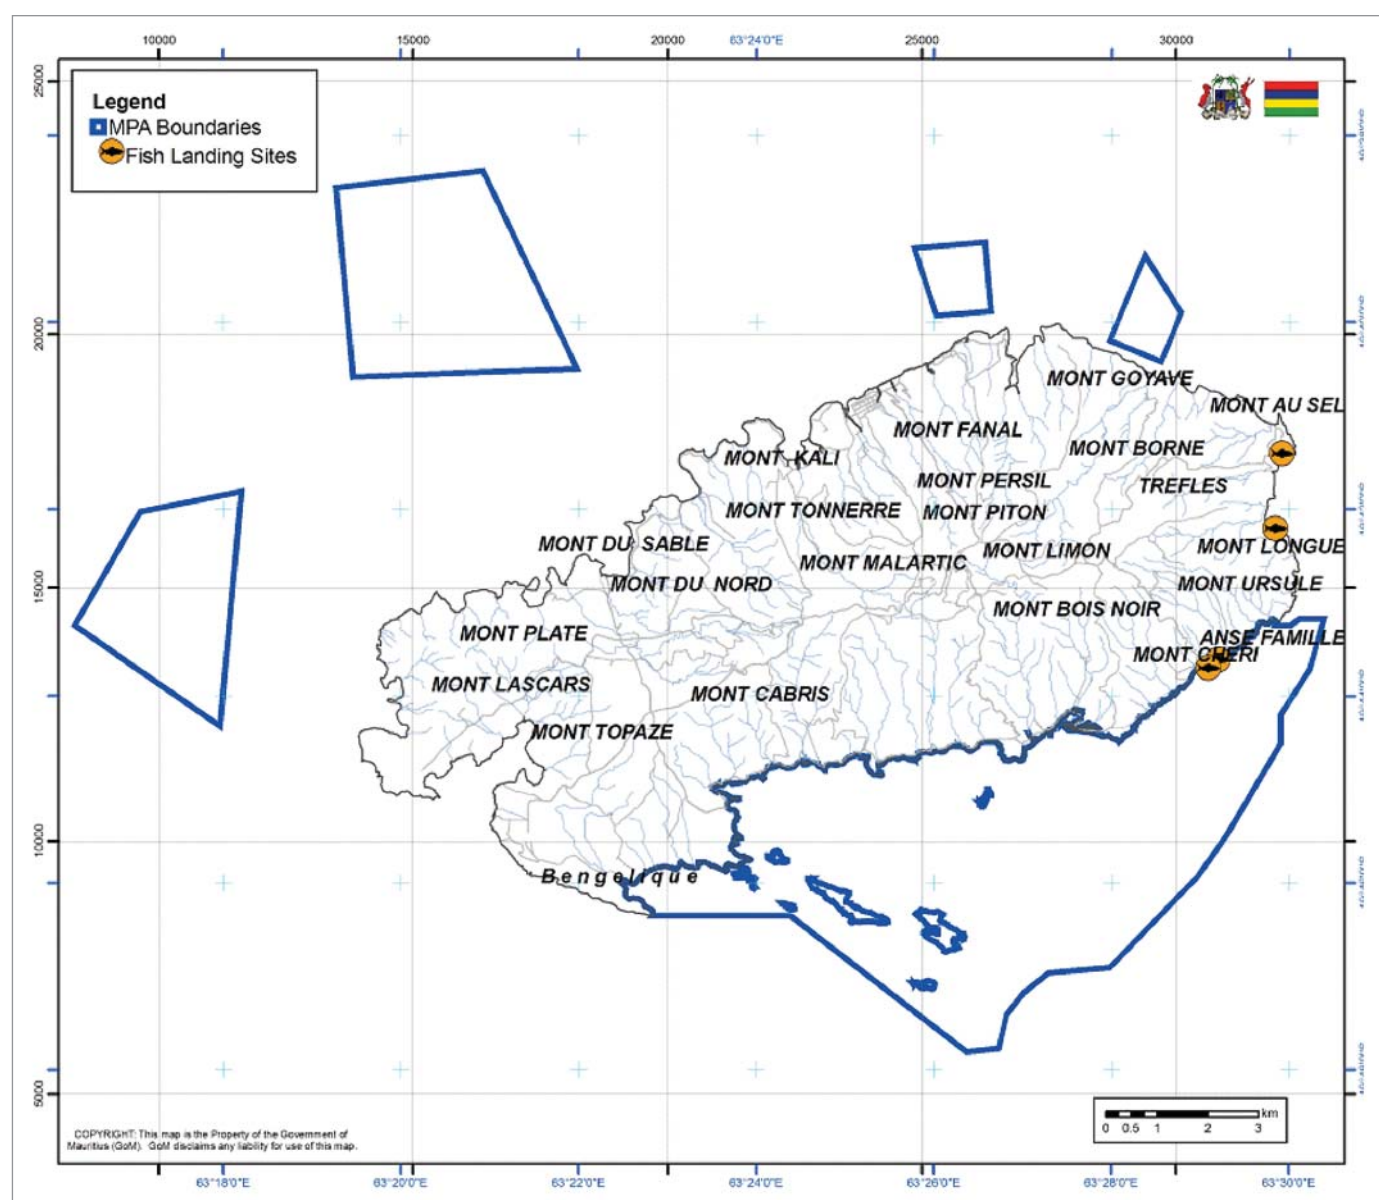 10000 15000 20000 63°24'0"E 25000 30000
25000
Legend
MPA Boundaries
Fish Landing Sites
20000
MONT GOYAVE
MONT AU SEL
MONT FANAL
MONT BORNE
MONT KALI
MONT PERSIL
TREFLES
MONT TONNERRE
MONT PITON
MONT DU SABLE
MONT LIMON
MONT LONGUE
MONT MALARTIC
15000
MONT DU NORD
MONT URSULE
MONT BOIS NOIR
MONT PLATE
ANSE FAMILLE
MONT CHERI
MONT LASCARS
MONT CABRIS
MONT TOPAZE
10000
Bengelique
5000
km
0 0.5 1 2 3
COPYRIGHT: This map is the Property of the Government of
Mauritius (GoM). GoM disclaims any liability for use of this map.
63°18'0"E 63°20'0"E 63°22'0"E 63°24'0"E 63°26'0"E 63°28'0"E 63°30'0"E